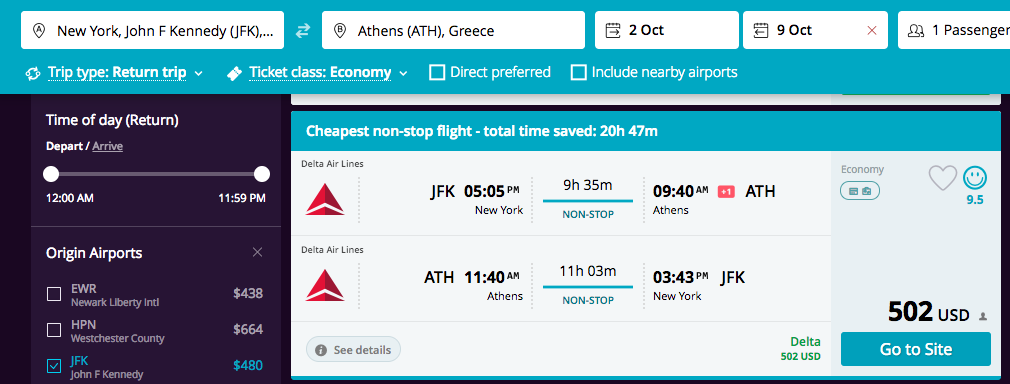 New York, John F Kennedy (JFK),...
Athens (ATH), Greece
2 Oct
9 Oct
1 Passenger
Trip type: Return trip
Ticket class: Economy
Direct preferred
Include nearby airports
Time of day (Return)
Depart / Arrive
12:00 AM 11:59 PM
Origin Airports
EWR $438
Newark Liberty Intl
HPN $664
Westchester County
JFK $480
John F Kennedy
Cheapest non-stop flight - total time saved: 20h 47m
Delta Air Lines
JFK 05:05 PM
New York
9h 35m
NON-STOP
09:40 AM +1 ATH
Athens
Delta Air Lines
ATH 11:40 AM
Athens
11h 03m
NON-STOP
03:43 PM JFK
New York
See details
Delta
502 USD
Economy
9.5
502 USD
Go to Site